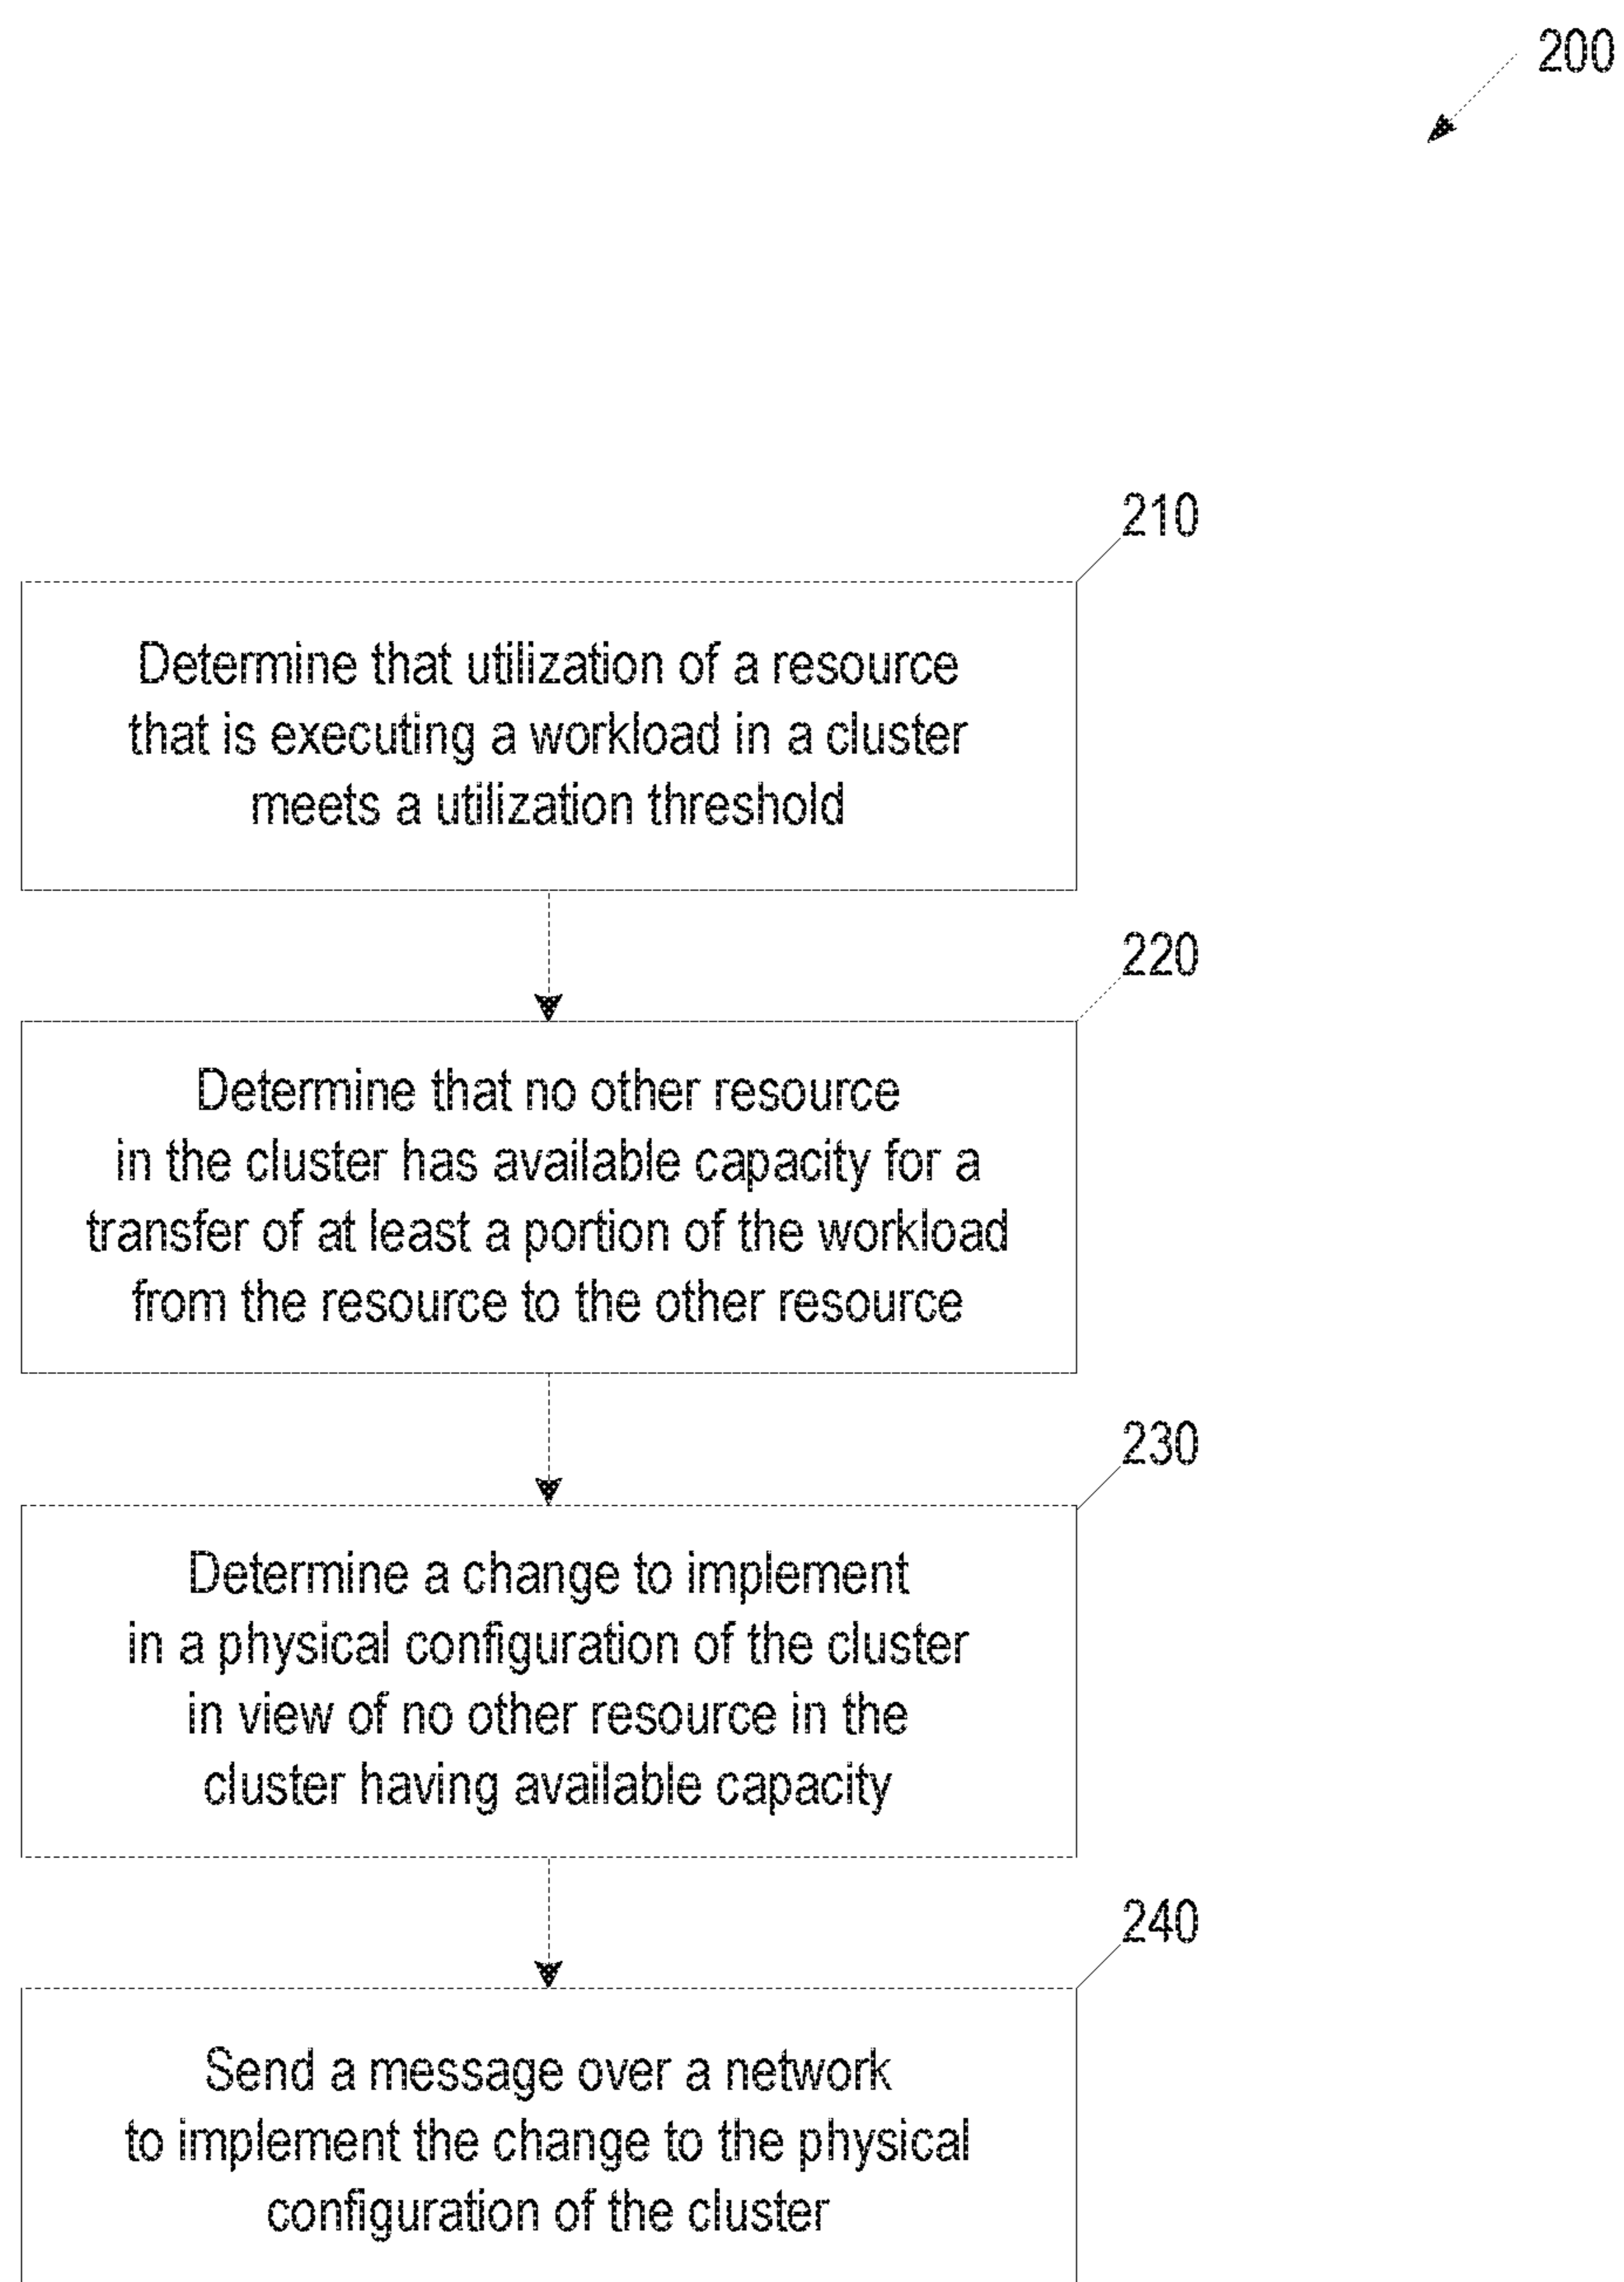 200
210
Determine that utilization of a resource
that is executing a workload in a cluster
meets a utilization threshold
220
Determine that no other resource
in the cluster has available capacity for a
transfer of at least a portion of the workload
from the resource to the other resource
230
Determine a change to implement
in a physical configuration of the cluster
in view of no other resource in the
cluster having available capacity
240
Send a message over a network
to implement the change to the physical
configuration of the cluster